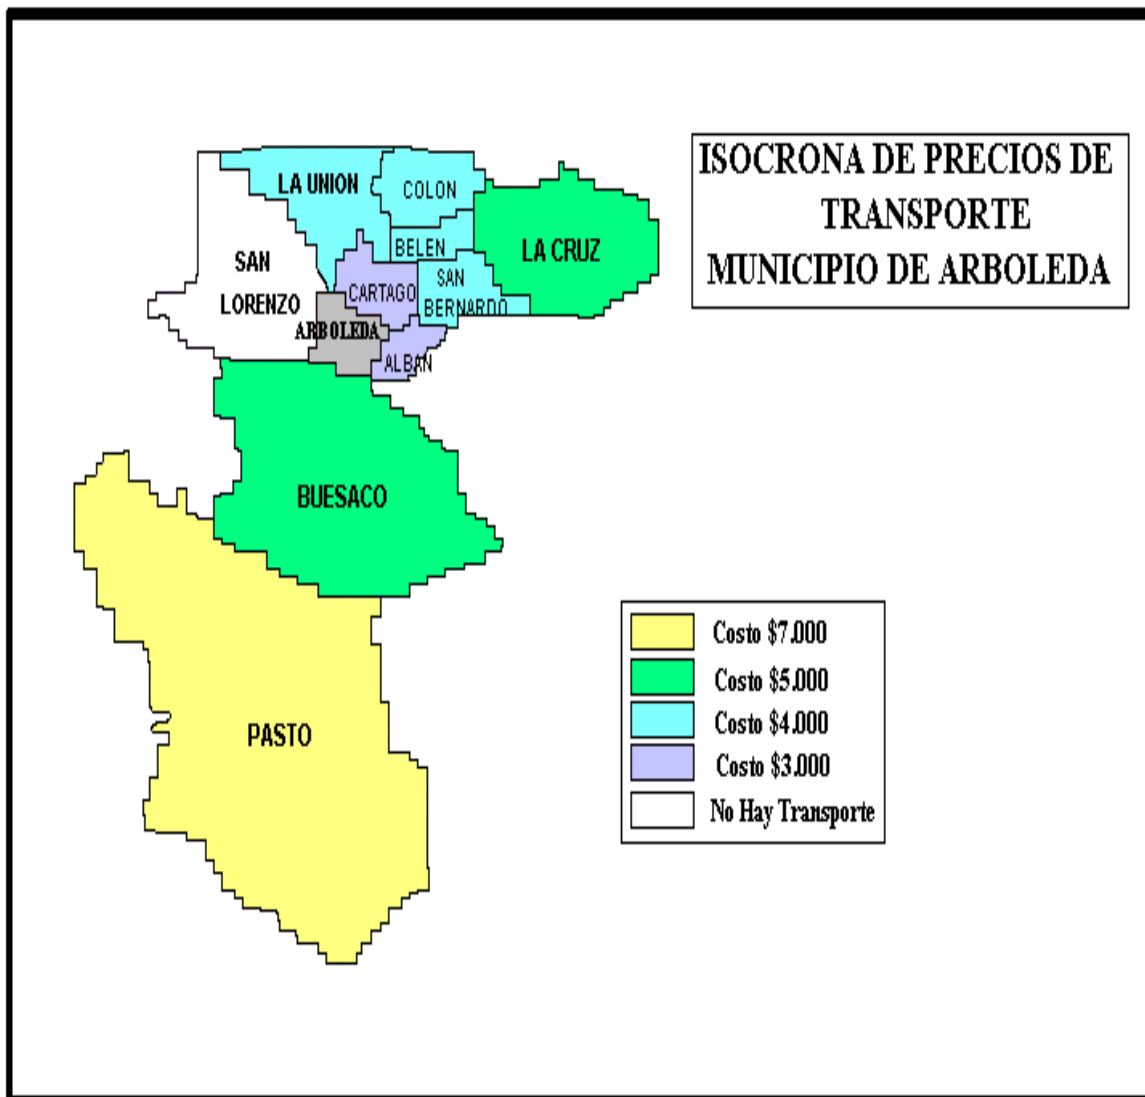 ISOCRONA DE PRECIOS DE
TRANSPORTE
MUNICIPIO DE ARBOLEDA
LA UNION
COLON
BELEN
LA CRUZ
SAN
LORENZO
CARTAGO
SAN
BERNARDO
ARBOLEDA
ALBAN
BUESACO
PASTO
Costo $7.000
Costo $5.000
Costo $4.000
Costo $3.000
No Hay Transporte